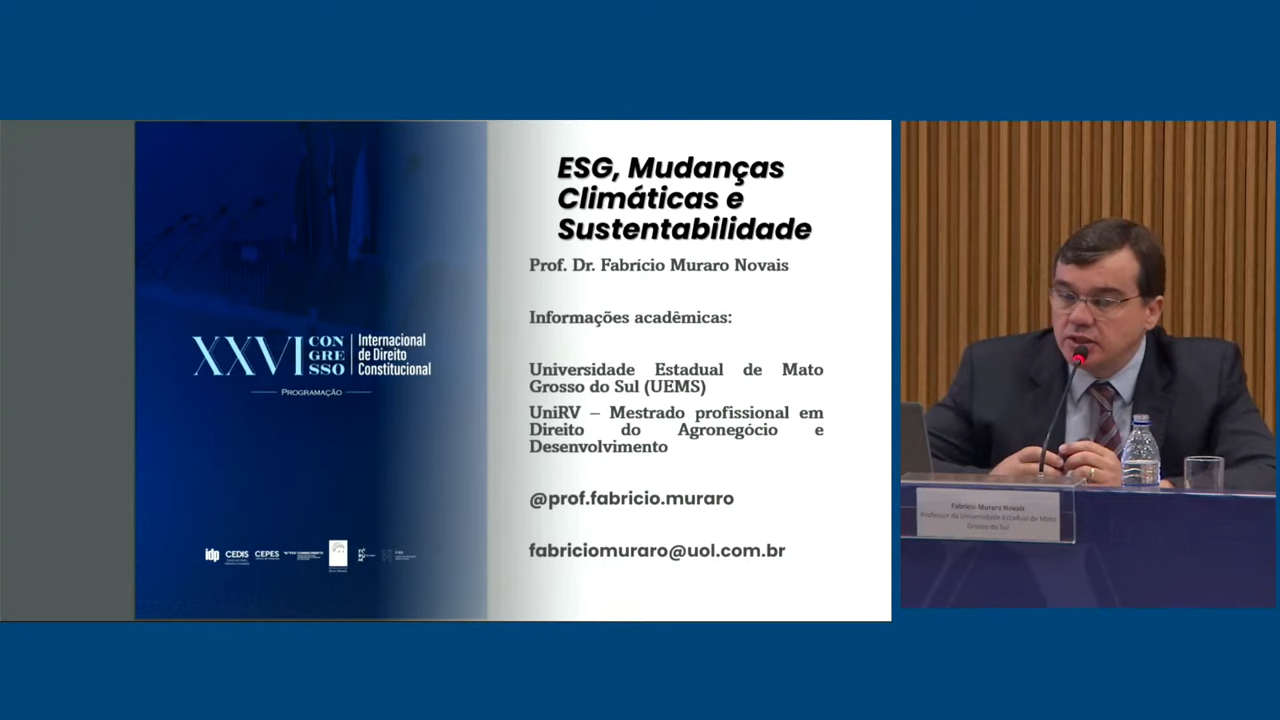 ESG, Mudanças
Climáticas e
Sustentabilidade
Prof. Dr. Fabrício Muraro Novais
Informações acadêmicas:
Universidade Estadual de Mato
Grosso do Sul (UEMS)
UniRV – Mestrado profissional em
Direito do Agronegócio e
Desenvolvimento
@prof.fabricio.muraro
fabriciomuraro@uol.com.br
XXVI CON
GRE
SSO
Internacional
de Direito
Constitucional
PROGRAMAÇÃO
idp CEDIS CEPES
Fabrício Muraro Novais
Professor da Universidade Estadual de Mato
Grosso do Sul